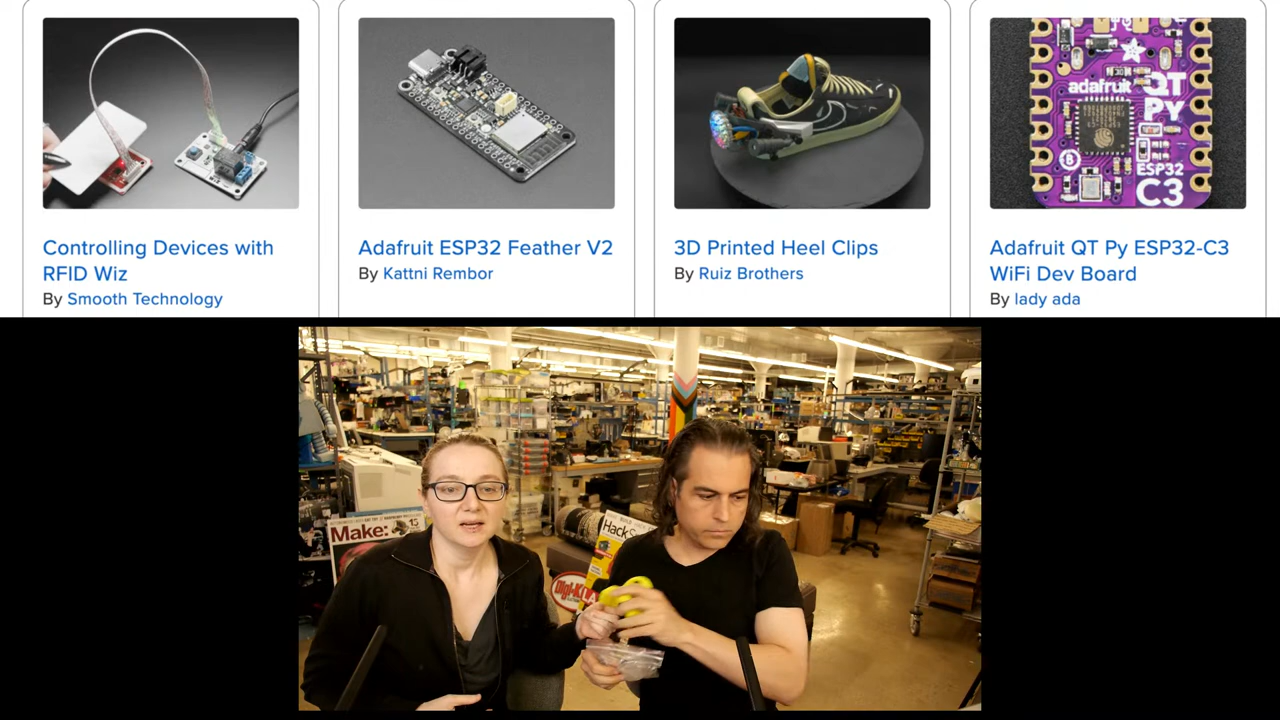 adafruit
QT
Py
ESP32
C3
Controlling Devices with
RFID Wiz
By Smooth Technology
Adafruit ESP32 Feather V2
By Kattni Rembor
3D Printed Heel Clips
By Ruiz Brothers
Adafruit QT Py ESP32-C3
WiFi Dev Board
By lady ada
Make:
HackS
Digi-K